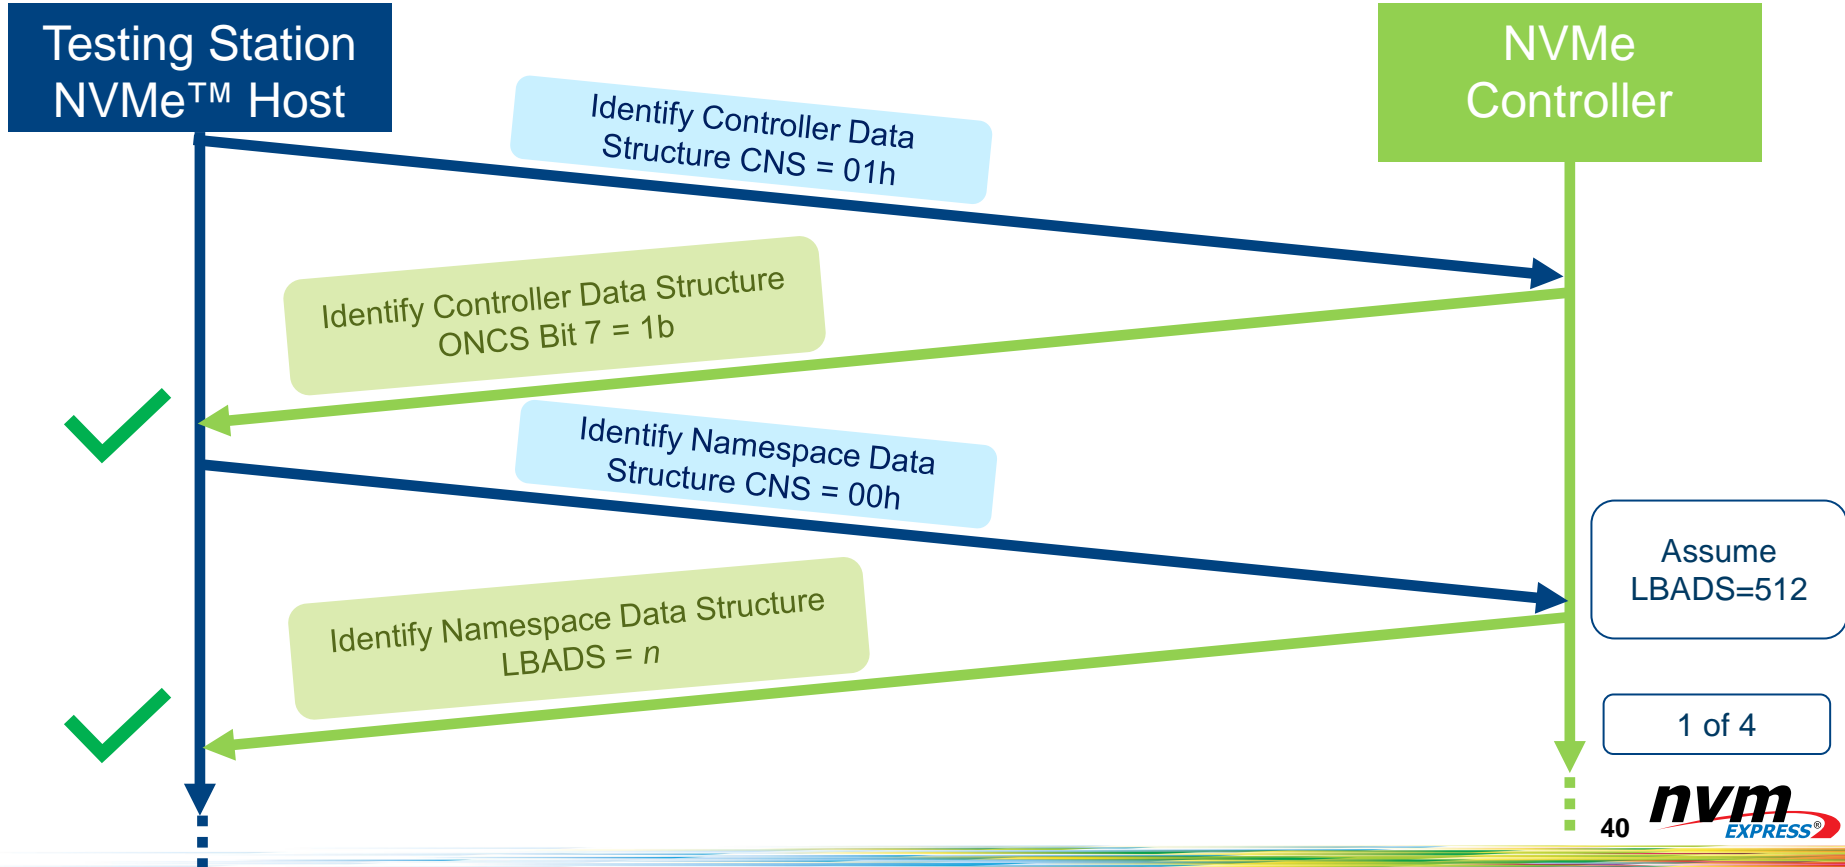 Testing Station
NVMe™ Host
NVMe
Controller
Identify Controller Data
Structure CNS = 01h
Identify Controller Data Structure
ONCS Bit 7 = 1b
Identify Namespace Data
Structure CNS = 00h
Assume
LBADS=512
Identify Namespace Data Structure
LBADS = n
1 of 4
40
nvm
EXPRESS®